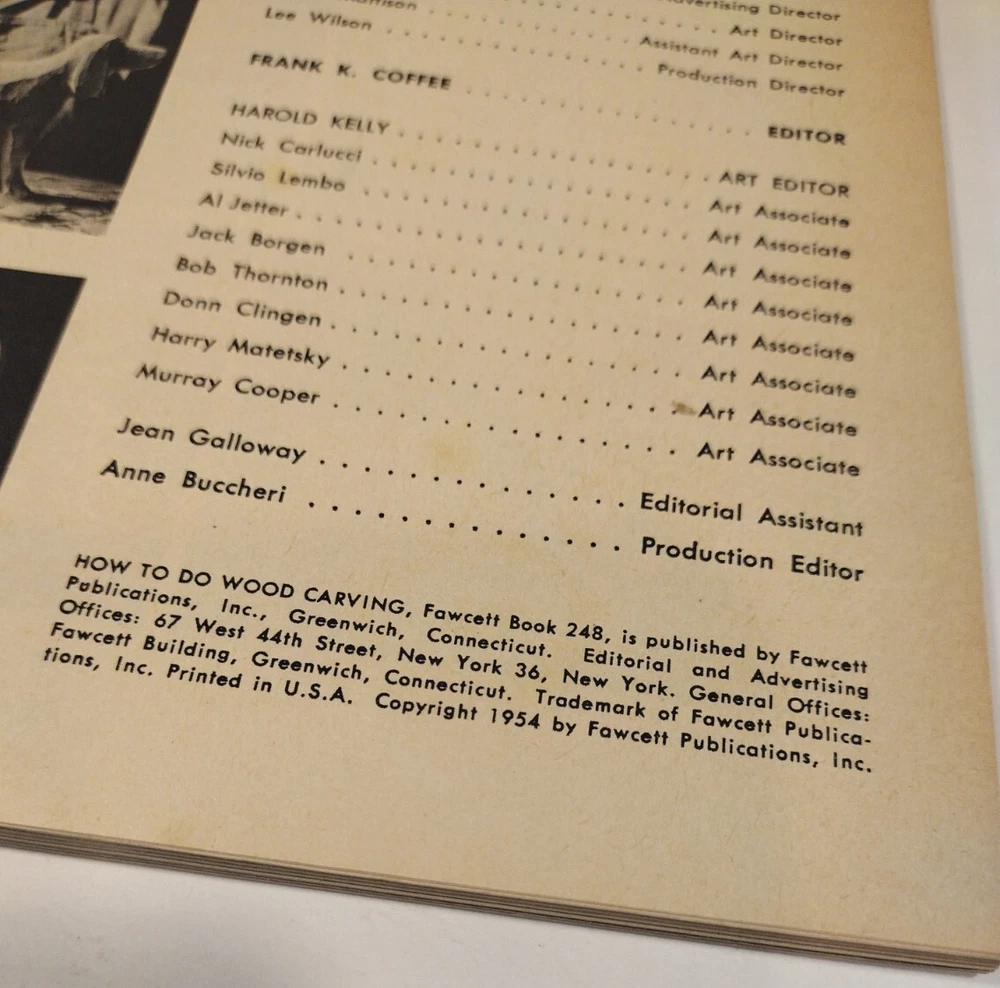 Director
Art Director
Assistant Art Director
Lee Wilson . . . . . . . . . . . . . . Production Director
FRANK K. COFFEE . . . . . . . . . . . . . . EDITOR
HAROLD KELLY . . . . . . . . . . . . . . ART EDITOR
Nick Carlucci . . . . . . . . . . . . . . Art Associate
Silvio Lembo . . . . . . . . . . . . . . Art Associate
Al Jetter . . . . . . . . . . . . . . Art Associate
Jack Borgen . . . . . . . . . . . . . . Art Associate
Bob Thornton . . . . . . . . . . . . . . Art Associate
Donn Clingen . . . . . . . . . . . . . . Art Associate
Harry Matetsky . . . . . . . . . . . . . . Art Associate
Murray Cooper . . . . . . . . . . . . . . Art Associate
Jean Galloway . . . . . . . . . . . . . . Editorial Assistant
Anne Buccheri . . . . . . . . . . . . Production Editor
HOW TO DO WOOD CARVING, Fawcett Book 248, is published by Fawcett
Publications, Inc., Greenwich, Connecticut. Editorial and Advertising
Offices: 67 West 44th Street, New York 36, New York. General Offices:
Fawcett Building, Greenwich, Connecticut. Trademark of Fawcett Publica-
tions, Inc. Printed in U.S.A. Copyright 1954 by Fawcett Publications, Inc.